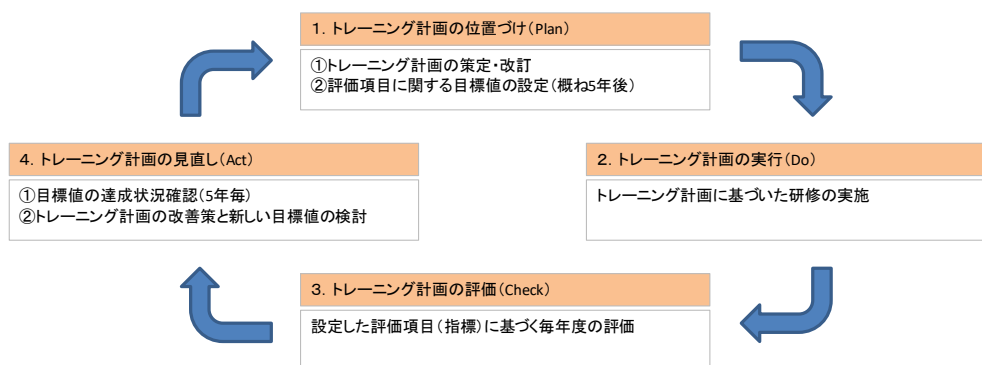 1．トレーニング計画の位置づけ（Plan）
①トレーニング計画の策定・改訂
②評価項目に関する目標値の設定（概ね5年後）
2．トレーニング計画の実行（Do）
トレーニング計画に基づいた研修の実施
3．トレーニング計画の評価（Check）
設定した評価項目（指標）に基づく毎年度の評価
4．トレーニング計画の見直し（Act）
①目標値の達成状況確認（5年毎）
②トレーニング計画の改善策と新しい目標値の検討